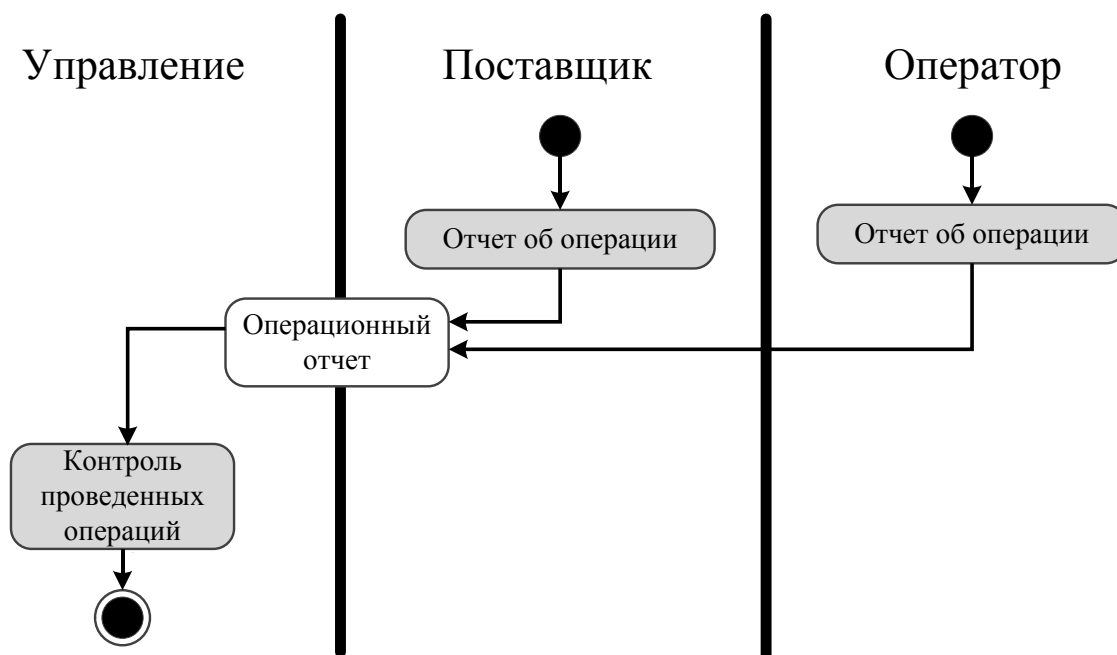 Управление
Поставщик
Оператор
Отчет об операции
Отчет об операции
Операционный
отчет
Контроль
проведенных
операций